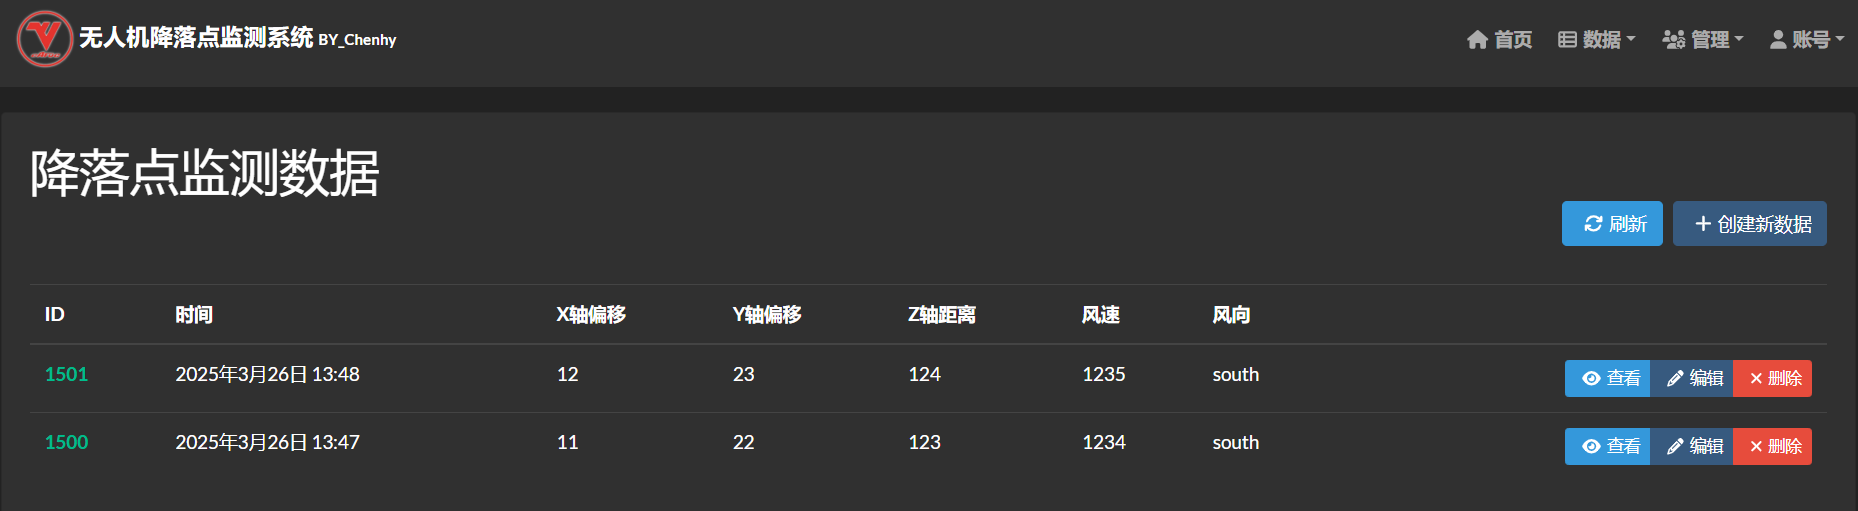 无人机降落点监测系统 BY_Chenhy
首页 数据 管理 账号
降落点监测数据
刷新 创建新数据
ID 时间 X轴偏移 Y轴偏移 Z轴距离 风速 风向
1501 2025年3月26日 13:48 12 23 124 1235 south 查看 编辑 删除
1500 2025年3月26日 13:47 11 22 123 1234 south 查看 编辑 删除